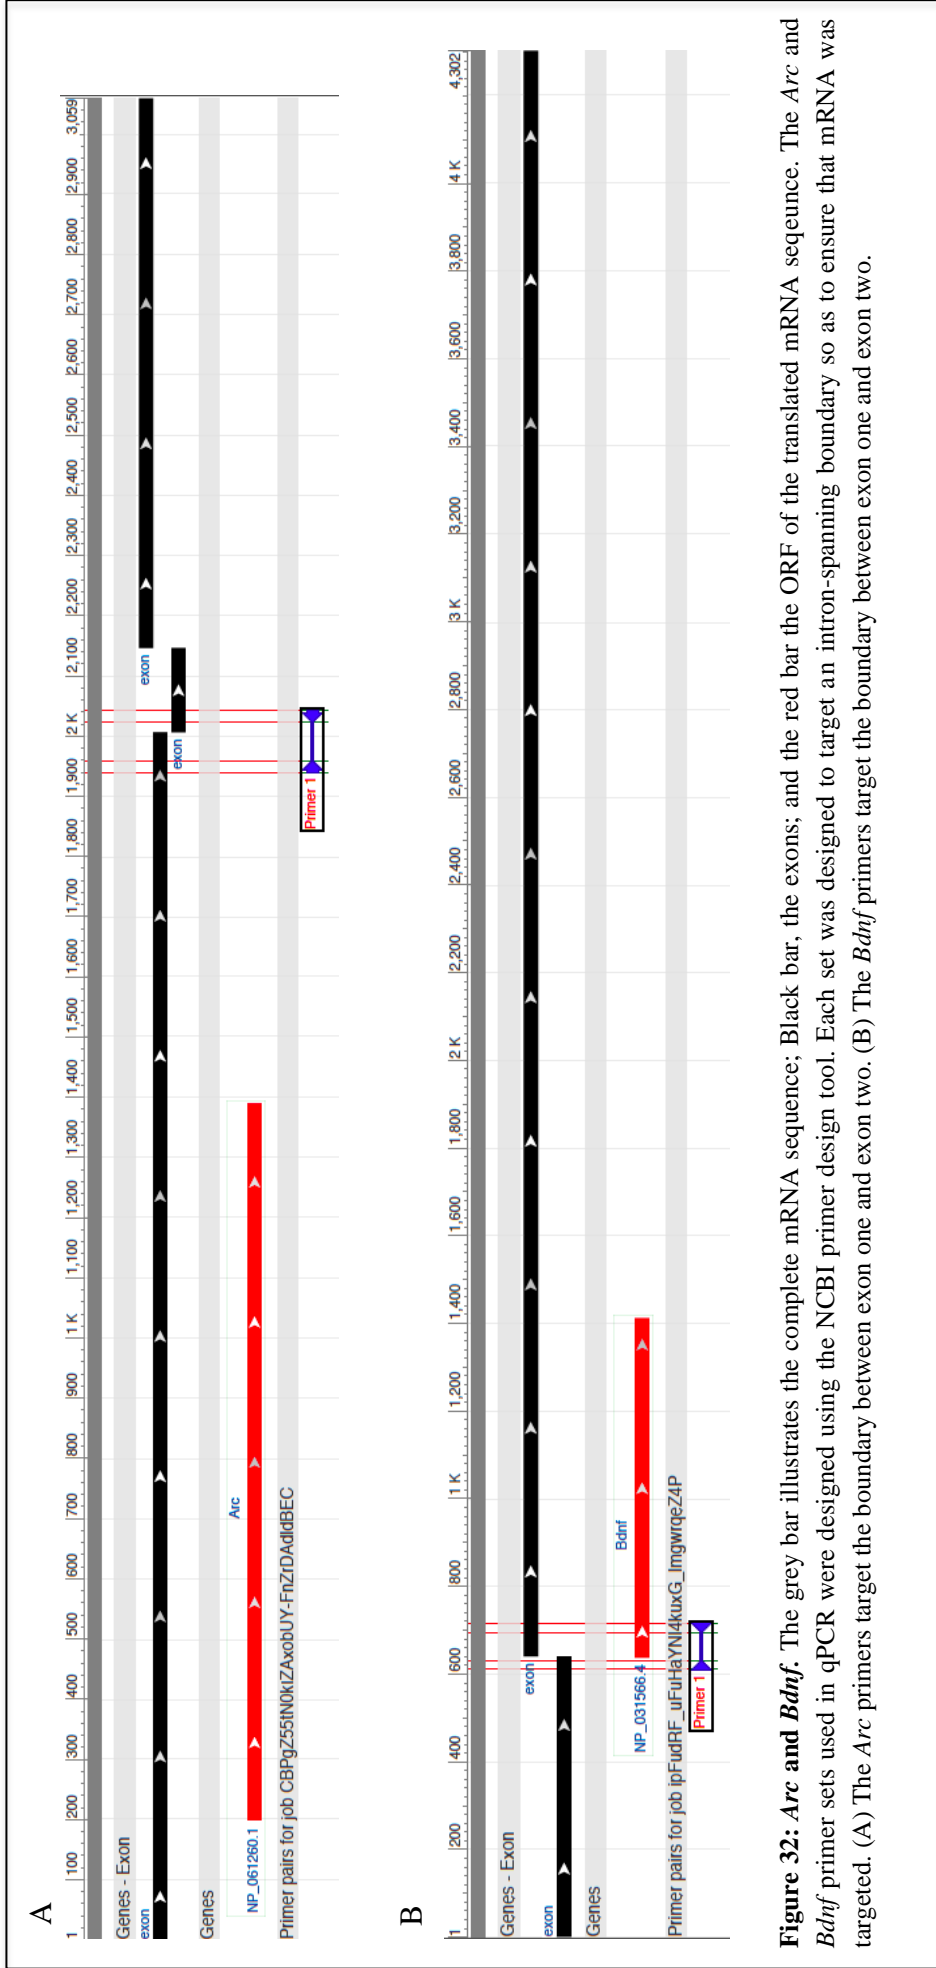 A
1 100 200 300 400 500 600 700 800 900 1 K 1,100 1,200 1,300 1,400 1,500 1,600 1,700 1,800 1,900 2 K 2,100 2,200 2,300 2,400 2,500 2,600 2,700 2,800 2,900 3,059
Genes - Exon
exon
exon
exon
Genes
Arc
NP_061260.1
Primer pairs for job CBPgZ55tN0kIZAxobUY-FnZrDAdIdBEC
Primer 1
B
1 200 400 600 800 1 K 1,200 1,400 1,600 1,800 2 K 2,200 2,400 2,600 2,800 3 K 3,200 3,400 3,600 3,800 4 K 4,302
Genes - Exon
exon
exon
Genes
Bdnf
NP_031566.4
Primer pairs for job ipFudRF_uFuHaYNI4kuxG_ImgwrqeZ4P
Primer 1
Figure 32: Arc and Bdnf. The grey bar illustrates the complete mRNA sequence; Black bar, the exons; and the red bar the ORF of the translated mRNA seqeunce. The Arc and
Bdnf primer sets used in qPCR were designed using the NCBI primer design tool. Each set was designed to target an intron-spanning boundary so as to ensure that mRNA was
targeted. (A) The Arc primers target the boundary between exon one and exon two. (B) The Bdnf primers target the boundary between exon one and exon two.